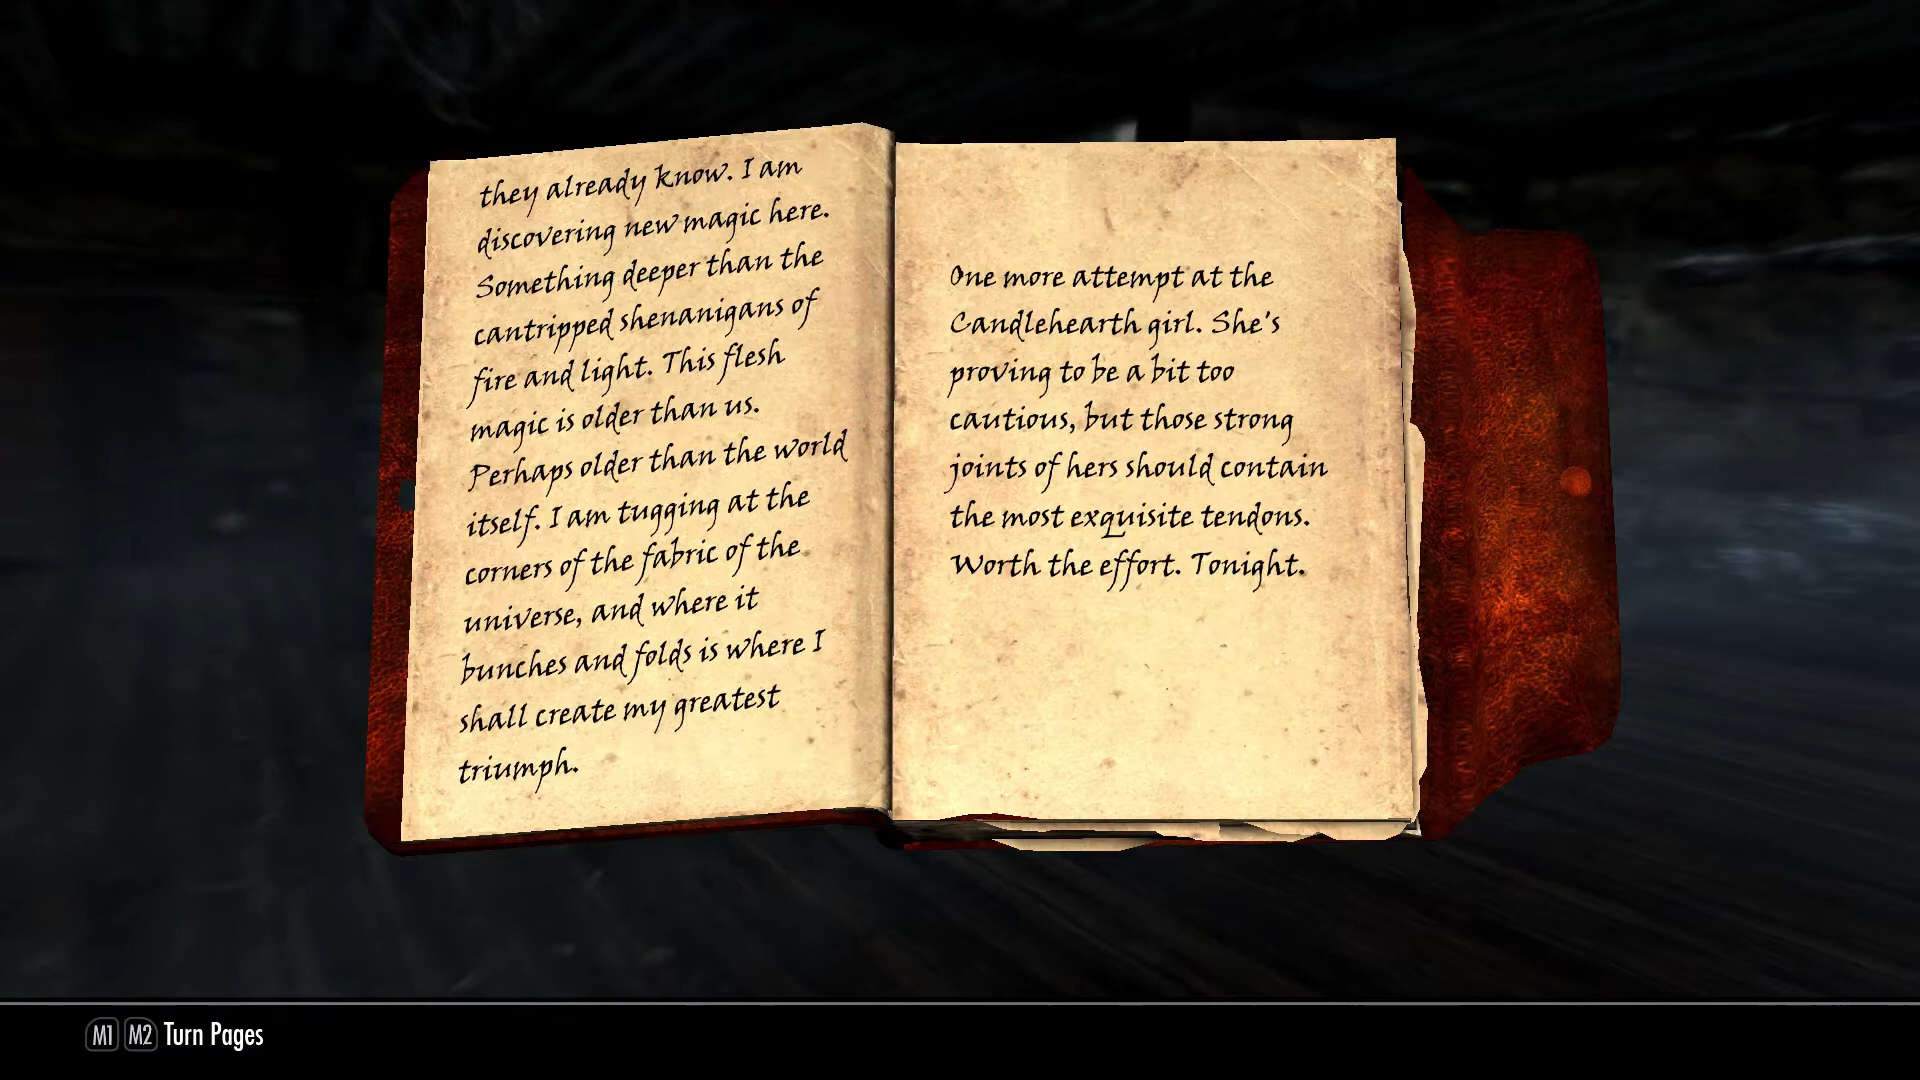 they already know. I am
discovering new magic here.
Something deeper than the
cantripped shenanigans of
fire and light. This flesh
magic is older than us.
Perhaps older than the world
itself. I am tugging at the
corners of the fabric of the
universe, and where it
bunches and folds is where I
shall create my greatest
triumph.
One more attempt at the
Candlehearth girl. She's
proving to be a bit too
cautious, but those strong
joints of hers should contain
the most exquisite tendons.
Worth the effort. Tonight.
M1 M2 Turn Pages